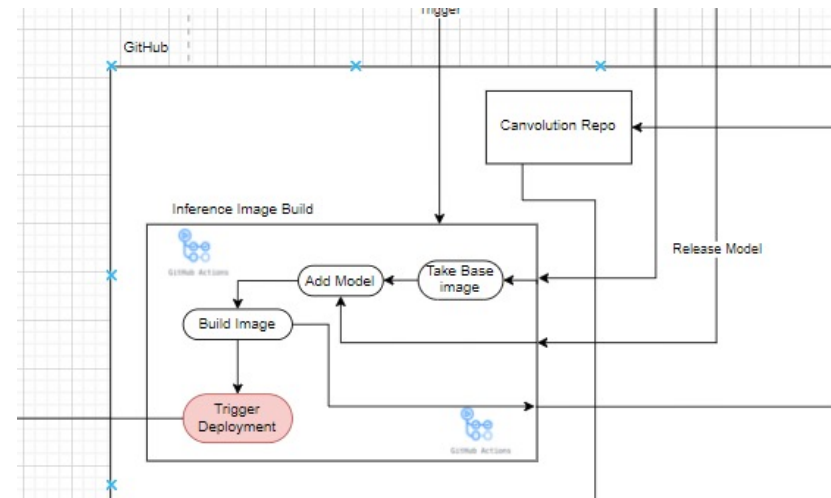 Trigger
GitHub
Canvolution Repo
Inference Image Build
Release Model
GitHub Actions
Take Base
image
Add Model
Build Image
Trigger
Deployment
GitHub Actions